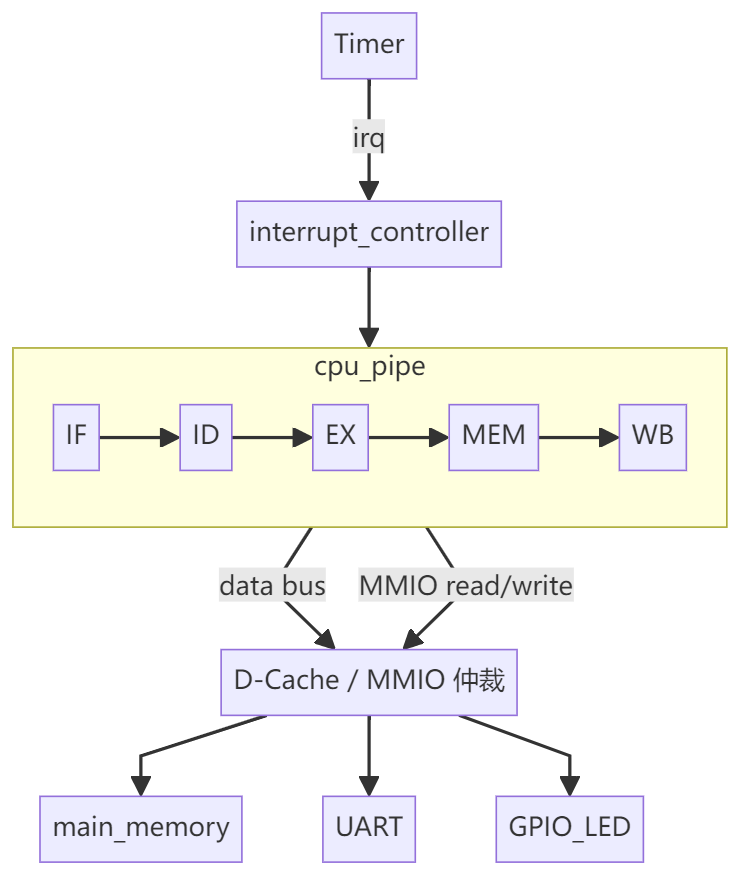 Timer
irq
interrupt_controller
cpu_pipe
IF
ID
EX
MEM
WB
data bus
MMIO read/write
D-Cache / MMIO 仲裁
main_memory
UART
GPIO_LED